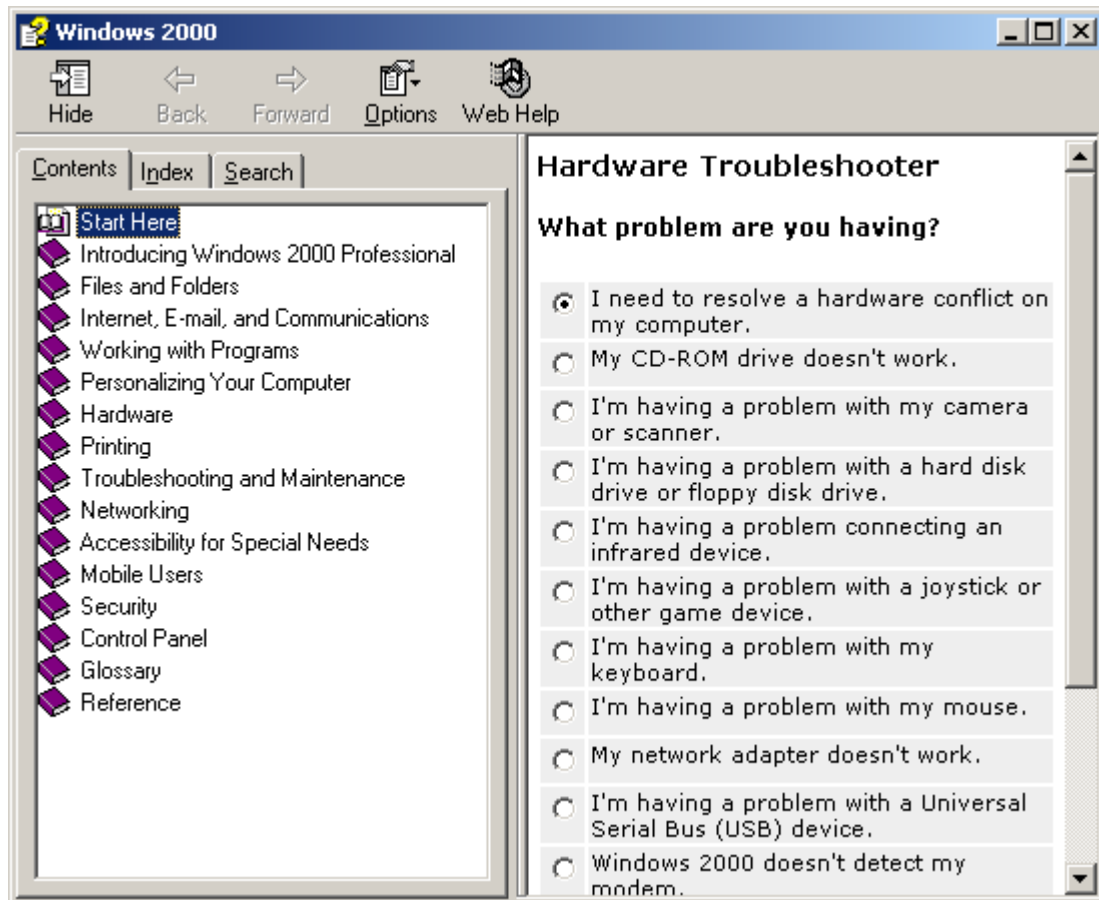 Windows 2000
Hide Back Forward Options Web Help
Contents Index Search
Start Here
Introducing Windows 2000 Professional
Files and Folders
Internet, E-mail, and Communications
Working with Programs
Personalizing Your Computer
Hardware
Printing
Troubleshooting and Maintenance
Networking
Accessibility for Special Needs
Mobile Users
Security
Control Panel
Glossary
Reference
Hardware Troubleshooter
What problem are you having?
I need to resolve a hardware conflict on
my computer.
My CD-ROM drive doesn't work.
I'm having a problem with my camera
or scanner.
I'm having a problem with a hard disk
drive or floppy disk drive.
I'm having a problem connecting an
infrared device.
I'm having a problem with a joystick or
other game device.
I'm having a problem with my
keyboard.
I'm having a problem with my mouse.
My network adapter doesn't work.
I'm having a problem with a Universal
Serial Bus (USB) device.
Windows 2000 doesn't detect my
modem.